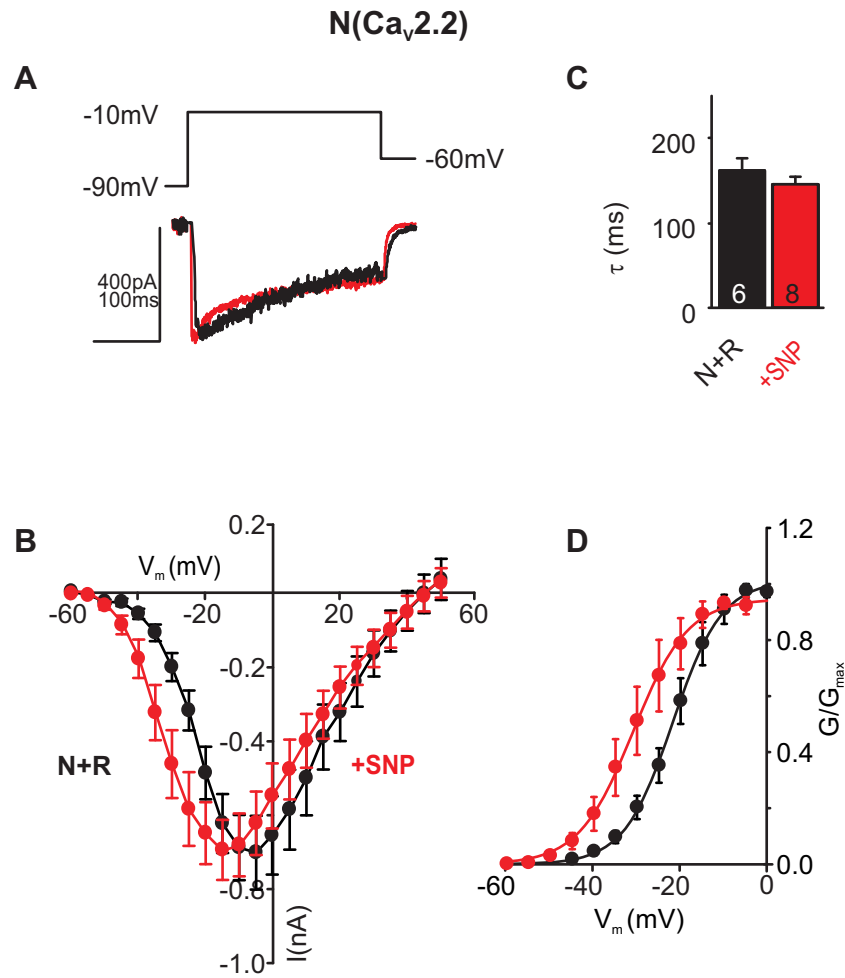 N(Cav2.2)
A
-10mV
-90mV
-60mV
400pA
100ms
C
200
100
0
τ (ms)
6
8
N+R
+SNP
B
0.2
Vm (mV)
-60
-40
-20
20
40
60
-0.2
-0.4
-0.8
-1.0
I(nA)
N+R
+SNP
D
1.2
0.8
0.4
0.0
G/Gmax
-60
-40
-20
0
Vm (mV)